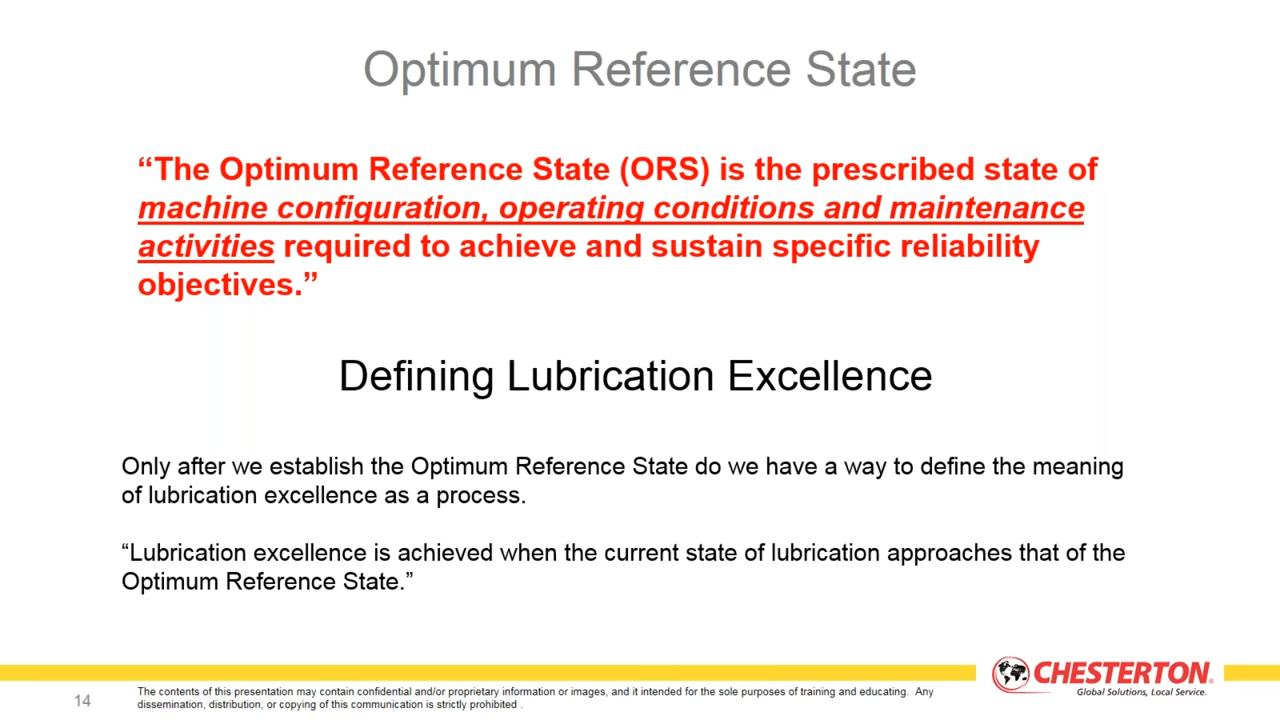 Optimum Reference State
“The Optimum Reference State (ORS) is the prescribed state of
machine configuration, operating conditions and maintenance
activities required to achieve and sustain specific reliability
objectives.”
Defining Lubrication Excellence
Only after we establish the Optimum Reference State do we have a way to define the meaning
of lubrication excellence as a process.
“Lubrication excellence is achieved when the current state of lubrication approaches that of the
Optimum Reference State.”
CHESTERTON®
Global Solutions, Local Service.
14
The contents of this presentation may contain confidential and/or proprietary information or images, and it intended for the sole purposes of training and educating. Any
dissemination, distribution, or copying of this communication is strictly prohibited .